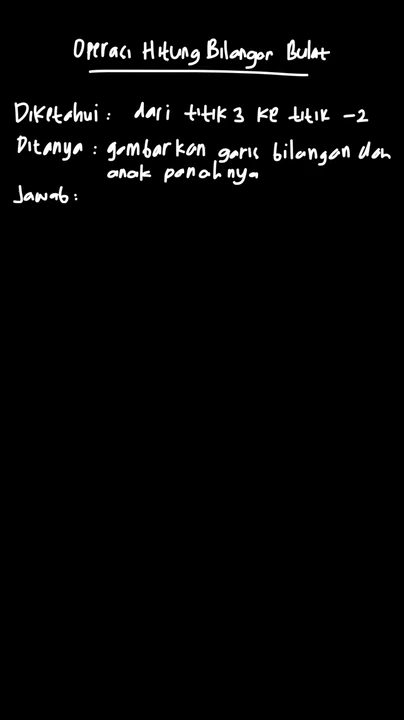 Operasi Hitung Bilangan Bulat
Diketahui : dari titik 3 ke titik -2
Ditanya : gambarkan garis bilangan dan
anak panahnya
Jawab :